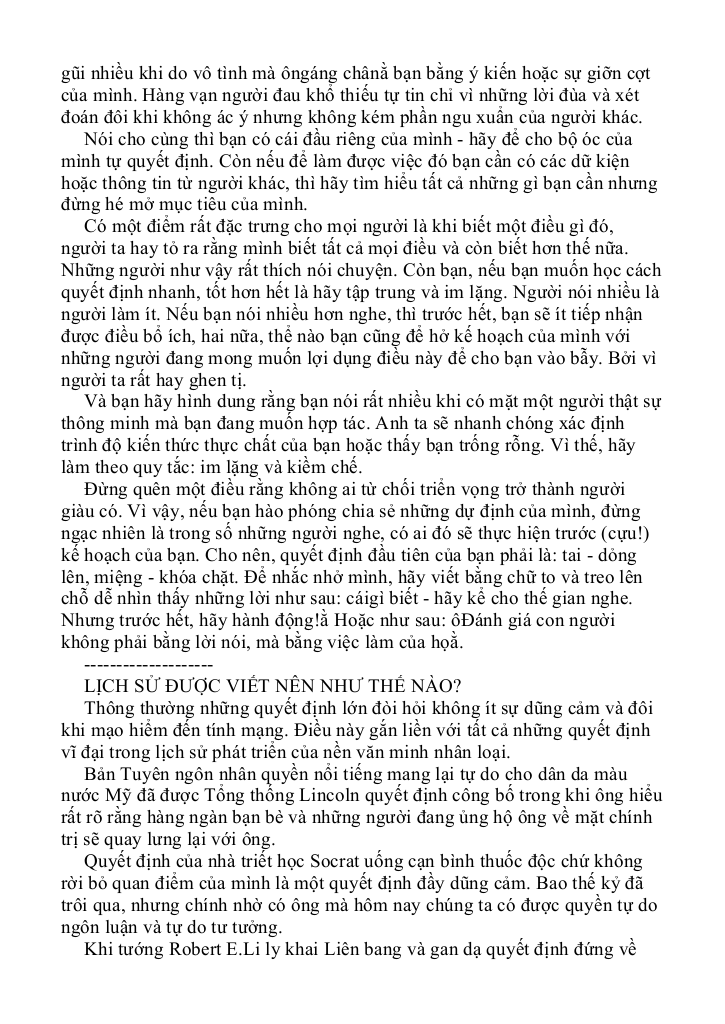 gũi nhiều khi do vô tình mà ôngáng chânằ bạn bằng ý kiến hoặc sự giỡn cợt
của mình. Hàng vạn người đau khổ thiếu tự tin chỉ vì những lời đùa và xét
đoán đôi khi không ác ý nhưng không kém phần ngu xuẩn của người khác.
Nói cho cùng thì bạn có cái đầu riêng của mình - hãy để cho bộ óc của
mình tự quyết định. Còn nếu để làm được việc đó bạn cần có các dữ kiện
hoặc thông tin từ người khác, thì hãy tìm hiểu tất cả những gì bạn cần nhưng
đừng hé mở mục tiêu của mình.
Có một điểm rất đặc trưng cho mọi người là khi biết một điều gì đó,
người ta hay tỏ ra rằng mình biết tất cả mọi điều và còn biết hơn thế nữa.
Những người như vậy rất thích nói chuyện. Còn bạn, nếu bạn muốn học cách
quyết định nhanh, tốt hơn hết là hãy tập trung và im lặng. Người nói nhiều là
người làm ít. Nếu bạn nói nhiều hơn nghe, thì trước hết, bạn sẽ ít tiếp nhận
được điều bổ ích, hai nữa, thể nào bạn cũng để hở kế hoạch của mình với
những người đang mong muốn lợi dụng điều này để cho bạn vào bẫy. Bởi vì
người ta rất hay ghen tị.
Và bạn hãy hình dung rằng bạn nói rất nhiều khi có mặt một người thật sự
thông minh mà bạn đang muốn hợp tác. Anh ta sẽ nhanh chóng xác định
trình độ kiến thức thực chất của bạn hoặc thấy bạn trống rỗng. Vì thế, hãy
làm theo quy tắc: im lặng và kiềm chế.
Đừng quên một điều rằng không ai từ chối triển vọng trở thành người
giàu có. Vì vậy, nếu bạn hào phóng chia sẻ những dự định của mình, đừng
ngạc nhiên là trong số những người nghe, có ai đó sẽ thực hiện trước (cựu!)
kế hoạch của bạn. Cho nên, quyết định đầu tiên của bạn phải là: tai - dỏng
lên, miệng - khóa chặt. Để nhắc nhở mình, hãy viết bằng chữ to và treo lên
chỗ dễ nhìn thấy những lời như sau: cáigì biết - hãy kể cho thế gian nghe.
Nhưng trước hết, hãy hành động!ằ Hoặc như sau: ôĐánh giá con người
không phải bằng lời nói, mà bằng việc làm của họằ.
--------------------
LỊCH SỬ ĐƯỢC VIẾT NÊN NHƯ THẾ NÀO?
Thông thường những quyết định lớn đòi hỏi không ít sự dũng cảm và đôi
khi mạo hiểm đến tính mạng. Điều này gắn liền với tất cả những quyết định
vĩ đại trong lịch sử phát triển của nền văn minh nhân loại.
Bản Tuyên ngôn nhân quyền nổi tiếng mang lại tự do cho dân da màu
nước Mỹ đã được Tổng thống Lincoln quyết định công bố trong khi ông hiểu
rất rõ rằng hàng ngàn bạn bè và những người đang ủng hộ ông về mặt chính
trị sẽ quay lưng lại với ông.
Quyết định của nhà triết học Socrat uống cạn bình thuốc độc chứ không
rời bỏ quan điểm của mình là một quyết định đầy dũng cảm. Bao thế kỷ đã
trôi qua, nhưng chính nhờ có ông mà hôm nay chúng ta có được quyền tự do
ngôn luận và tự do tư tưởng.
Khi tướng Robert E.Li ly khai Liên bang và gan dạ quyết định đứng về